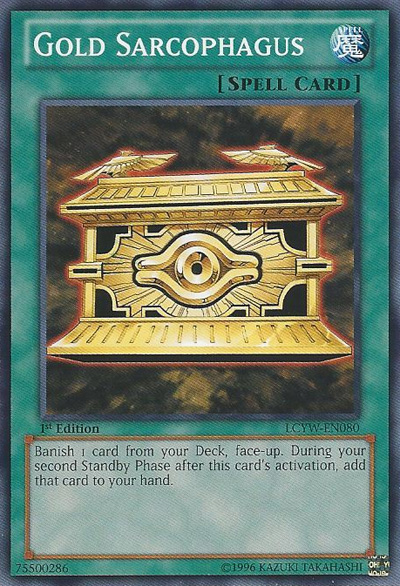 GOLD SARCOPHAGUS
SPELL
魔
[SPELL CARD]
1st Edition
LCYW-EN080
Banish 1 card from your Deck, face-up. During your
second Standby Phase after this card's activation, add
that card to your hand.
75500286
©1996 KAZUKI TAKAHASHI